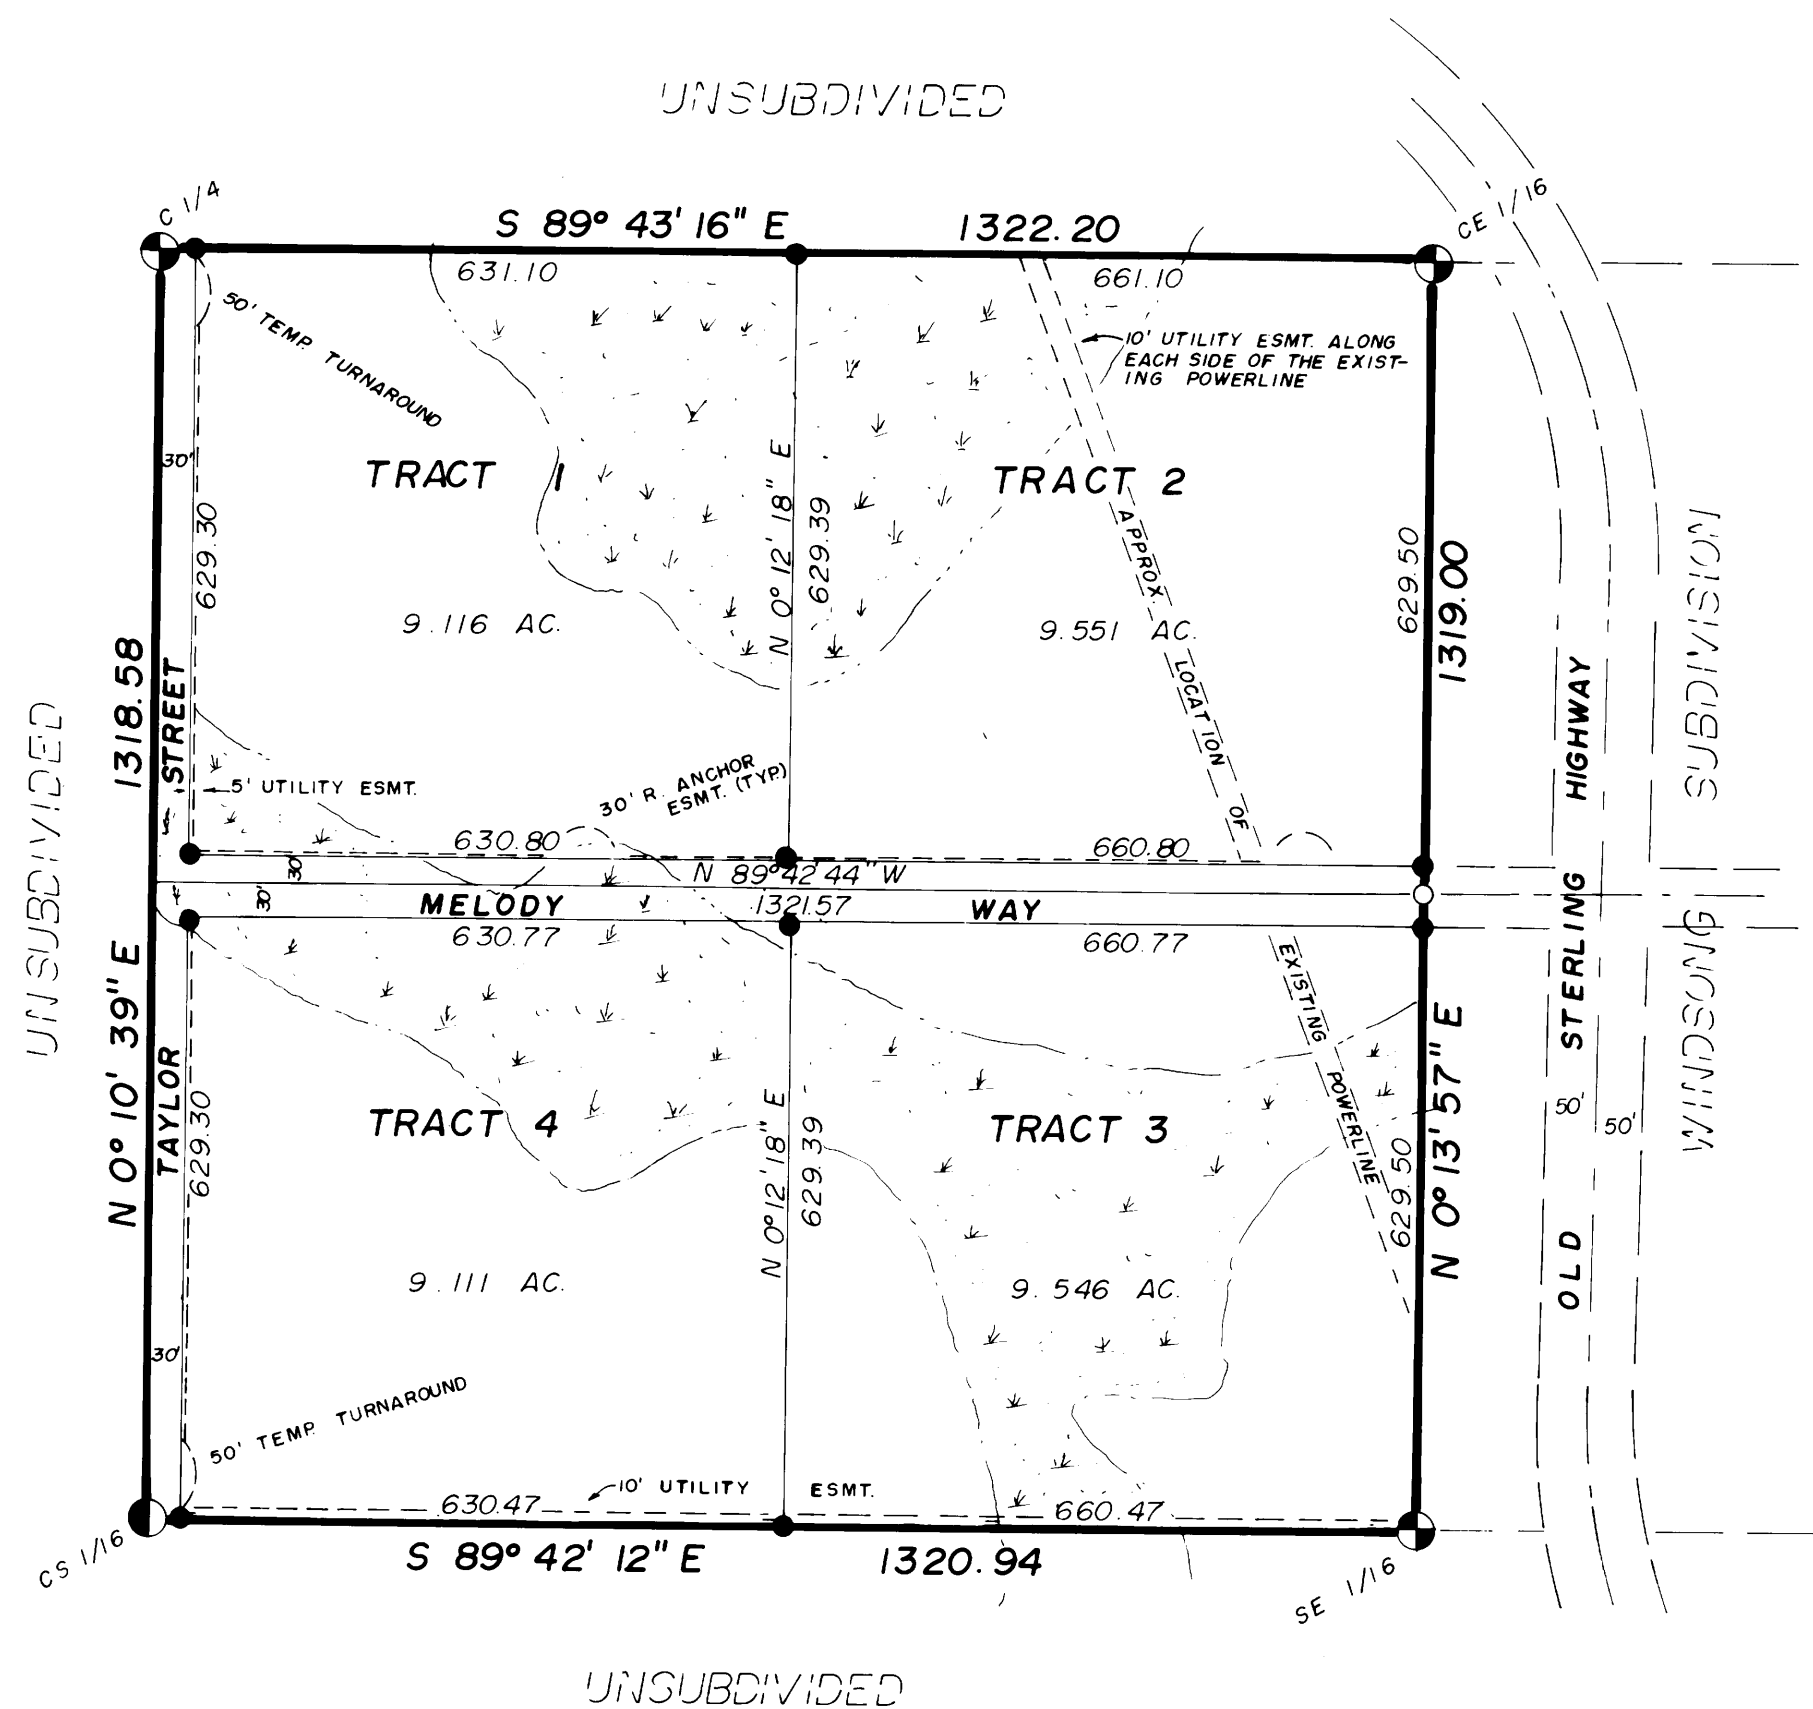 UNSUBDIVIDED
C 1/4
CE 1/16
S 89° 43' 16" E
1322.20
631.10
661.10
50' TEMP. TURNAROUND
10' UTILITY ESMT. ALONG
EACH SIDE OF THE EXIST-
ING POWERLINE
30'
TRACT 1
TRACT 2
N 0° 12' 18" E
629.39
629.30
629.50
1319.00
APPROX. LOCATION OF
9.116 AC.
9.551 AC.
1318.58
STREET
5' UTILITY ESMT.
30' R. ANCHOR
ESMT. (TYP.)
630.80
660.80
30'
30'
N 89° 42' 44" W
MELODY WAY
1321.57
630.77
660.77
EXISTING POWERLINE
UNSUBDIVIDED
N 0° 10' 39" E
TAYLOR
629.30
TRACT 4
TRACT 3
N 0° 12' 18" E
629.39
629.50
N 0° 13' 57" E
OLD STERLING HIGHWAY
50'
50'
WINDSONG SUBDIVISION
9.111 AC.
9.546 AC.
30'
50' TEMP. TURNAROUND
10' UTILITY ESMT.
630.47
660.47
CS 1/16
S 89° 42' 12" E
1320.94
SE 1/16
UNSUBDIVIDED